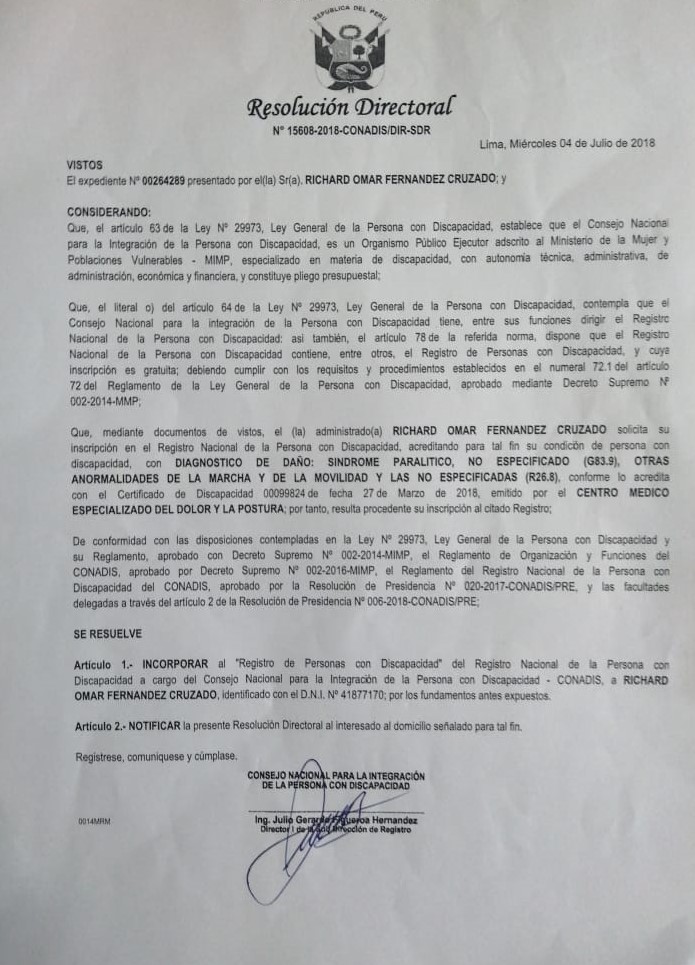 REPÚBLICA DEL PERÚ
Resolución Directoral
N° 15608-2018-CONADIS/DIR-SDR
Lima, Miércoles 04 de Julio de 2018
VISTOS
El expediente N° 00264289 presentado por el(la) Sr(a). RICHARD OMAR FERNANDEZ CRUZADO; y
CONSIDERANDO:
Que, el artículo 63 de la Ley N° 29973, Ley General de la Persona con Discapacidad, establece que el Consejo Nacional
para la Integración de la Persona con Discapacidad, es un Organismo Público Ejecutor adscrito al Ministerio de la Mujer y
Poblaciones Vulnerables - MIMP, especializado en materia de discapacidad, con autonomía técnica, administrativa, de
administración, económica y financiera, y constituye pliego presupuestal;
Que, el literal o) del artículo 64 de la Ley N° 29973, Ley General de la Persona con Discapacidad, contempla que el
Consejo Nacional para la integración de la Persona con Discapacidad tiene, entre sus funciones dirigir el Registro
Nacional de la Persona con Discapacidad: asi también, el artículo 78 de la referida norma, dispone que el Registro
Nacional de la Persona con Discapacidad contiene, entre otros, el Registro de Personas con Discapacidad, y cuya
inscripción es gratuita; debiendo cumplir con los requisitos y procedimientos establecidos en el numeral 72.1 del artículo
72 del Reglamento de la Ley General de la Persona con Discapacidad, aprobado mediante Decreto Supremo N°
002-2014-MMP;
Que, mediante documentos de vistos, el (la) administrado(a) RICHARD OMAR FERNANDEZ CRUZADO solicita su
inscripción en el Registro Nacional de la Persona con Discapacidad, acreditando para tal fin su condición de persona con
discapacidad, con DIAGNOSTICO DE DAÑO: SINDROME PARALITICO, NO ESPECIFICADO (G83.9), OTRAS
ANORMALIDADES DE LA MARCHA Y DE LA MOVILIDAD Y LAS NO ESPECIFICADAS (R26.8), conforme lo acredita
con el Certificado de Discapacidad 00099824 de fecha 27 de Marzo de 2018, emitido por el CENTRO MEDICO
ESPECIALIZADO DEL DOLOR Y LA POSTURA; por tanto, resulta procedente su inscripción al citado Registro;
De conformidad con las disposiciones contempladas en la Ley N° 29973, Ley General de la Persona con Discapacidad y
su Reglamento, aprobado con Decreto Supremo N° 002-2014-MIMP, el Reglamento de Organización y Funciones del
CONADIS, aprobado por Decreto Supremo N° 002-2016-MIMP, el Reglamento del Registro Nacional de la Persona con
Discapacidad del CONADIS, aprobado por la Resolución de Presidencia N° 020-2017-CONADIS/PRE, y las facultades
delegadas a través del artículo 2 de la Resolución de Presidencia N° 006-2018-CONADIS/PRE;
SE RESUELVE
Artículo 1.- INCORPORAR al "Registro de Personas con Discapacidad" del Registro Nacional de la Persona con
Discapacidad a cargo del Consejo Nacional para la Integración de la Persona con Discapacidad - CONADIS, a RICHARD
OMAR FERNANDEZ CRUZADO, identificado con el D.N.I. N° 41877170; por los fundamentos antes expuestos.
Artículo 2.- NOTIFICAR la presente Resolución Directoral al interesado al domicilio señalado para tal fin.
Registrese, comuniquese y cúmplase.
CONSEJO NACIONAL PARA LA INTEGRACIÓN
DE LA PERSONA CON DISCAPACIDAD
Ing. Julio Gerardo Figueroa Hernandez
Director I de la Sub Dirección de Registro
0014MRM